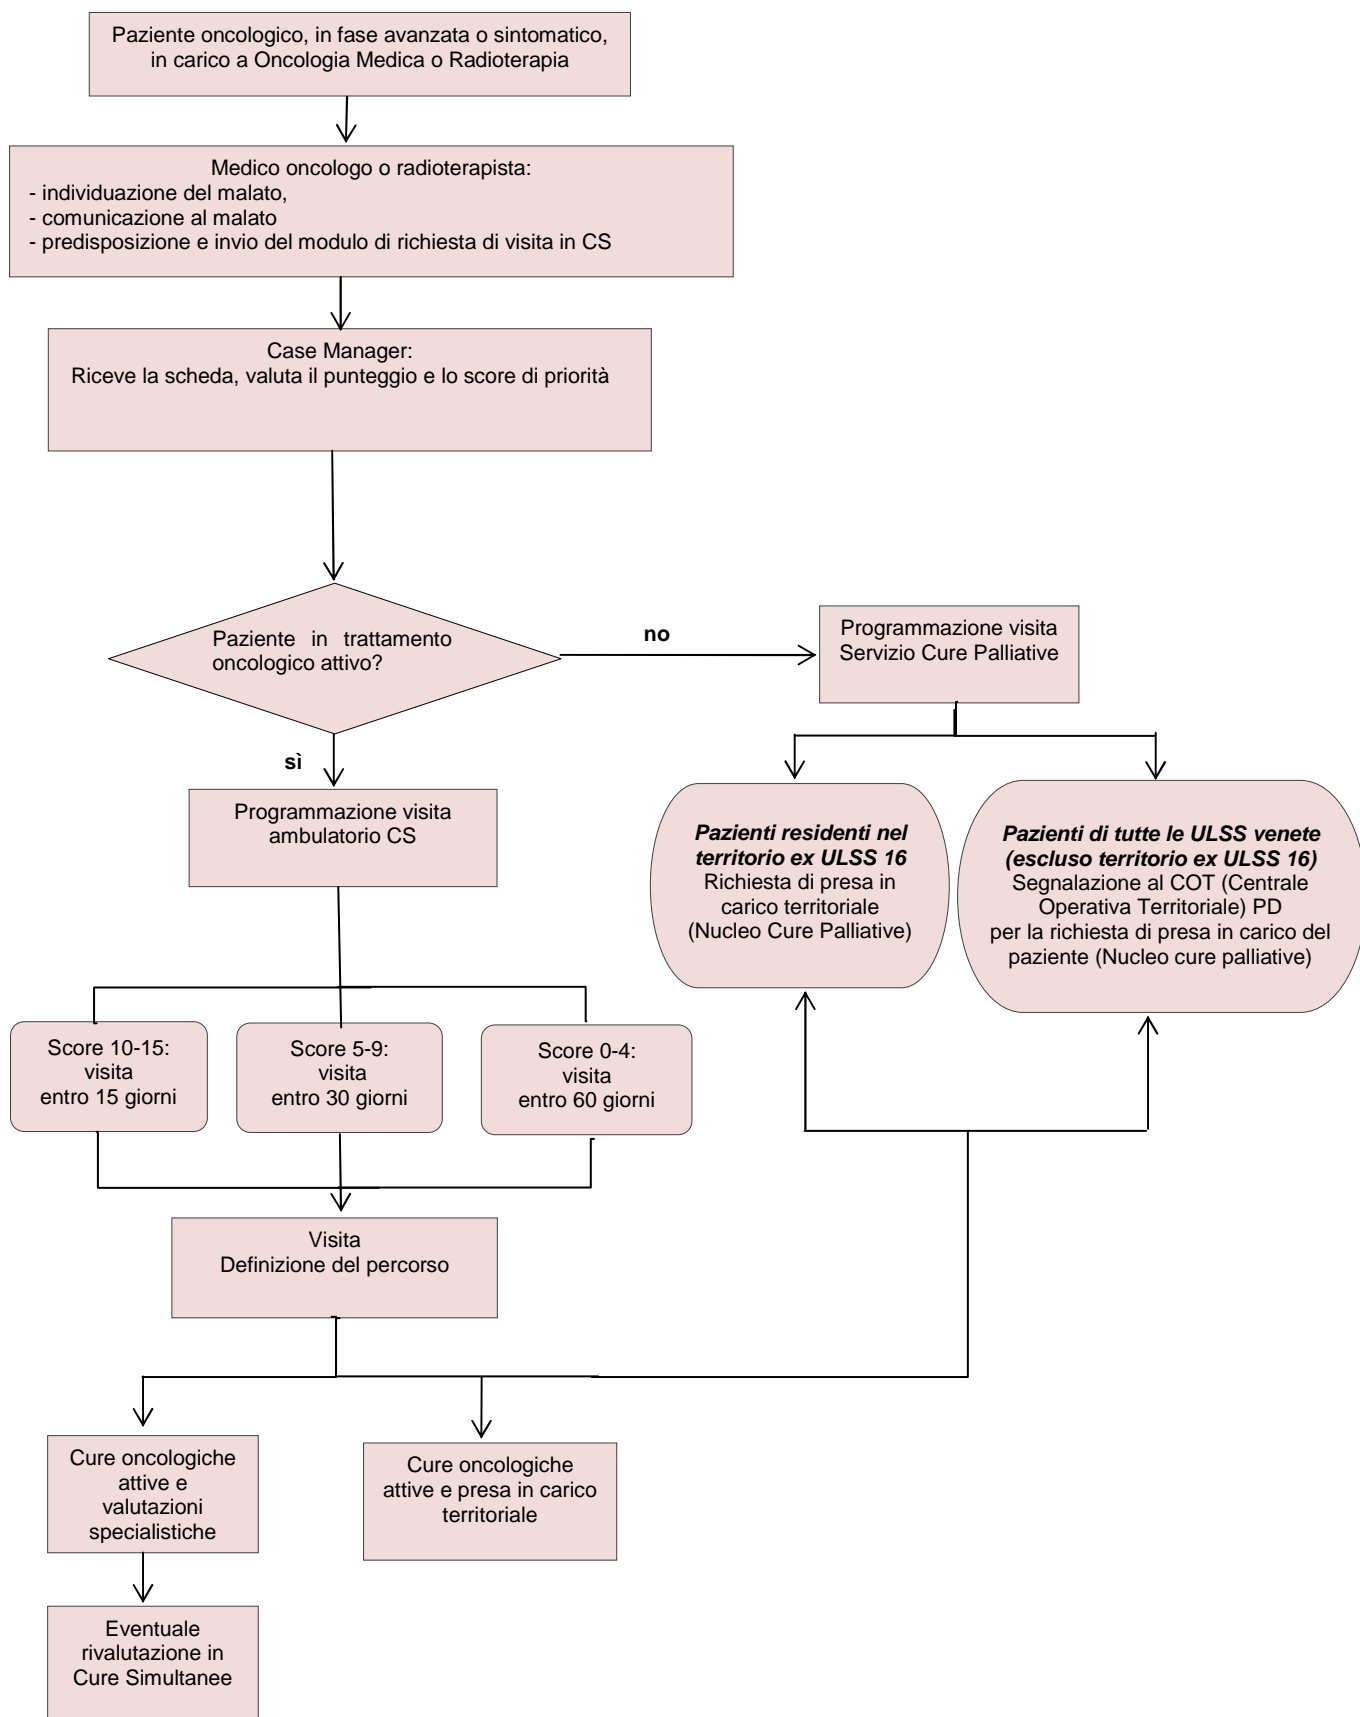 Paziente oncologico, in fase avanzata o sintomatico,
in carico a Oncologia Medica o Radioterapia
Medico oncologo o radioterapista:
- individuazione del malato,
- comunicazione al malato
- predisposizione e invio del modulo di richiesta di visita in CS
Case Manager:
Riceve la scheda, valuta il punteggio e lo score di priorità
Paziente in trattamento
oncologico attivo?
no
Programmazione visita
Servizio Cure Palliative
sì
Programmazione visita
ambulatorio CS
Pazienti residenti nel
territorio ex ULSS 16
Richiesta di presa in
carico territoriale
(Nucleo Cure Palliative)
Pazienti di tutte le ULSS venete
(escluso territorio ex ULSS 16)
Segnalazione al COT (Centrale
Operativa Territoriale) PD
per la richiesta di presa in carico del
paziente (Nucleo cure palliative)
Score 10-15:
visita
entro 15 giorni
Score 5-9:
visita
entro 30 giorni
Score 0-4:
visita
entro 60 giorni
Visita
Definizione del percorso
Cure oncologiche
attive e
valutazioni
specialistiche
Cure oncologiche
attive e presa in carico
territoriale
Eventuale
rivalutazione in
Cure Simultanee